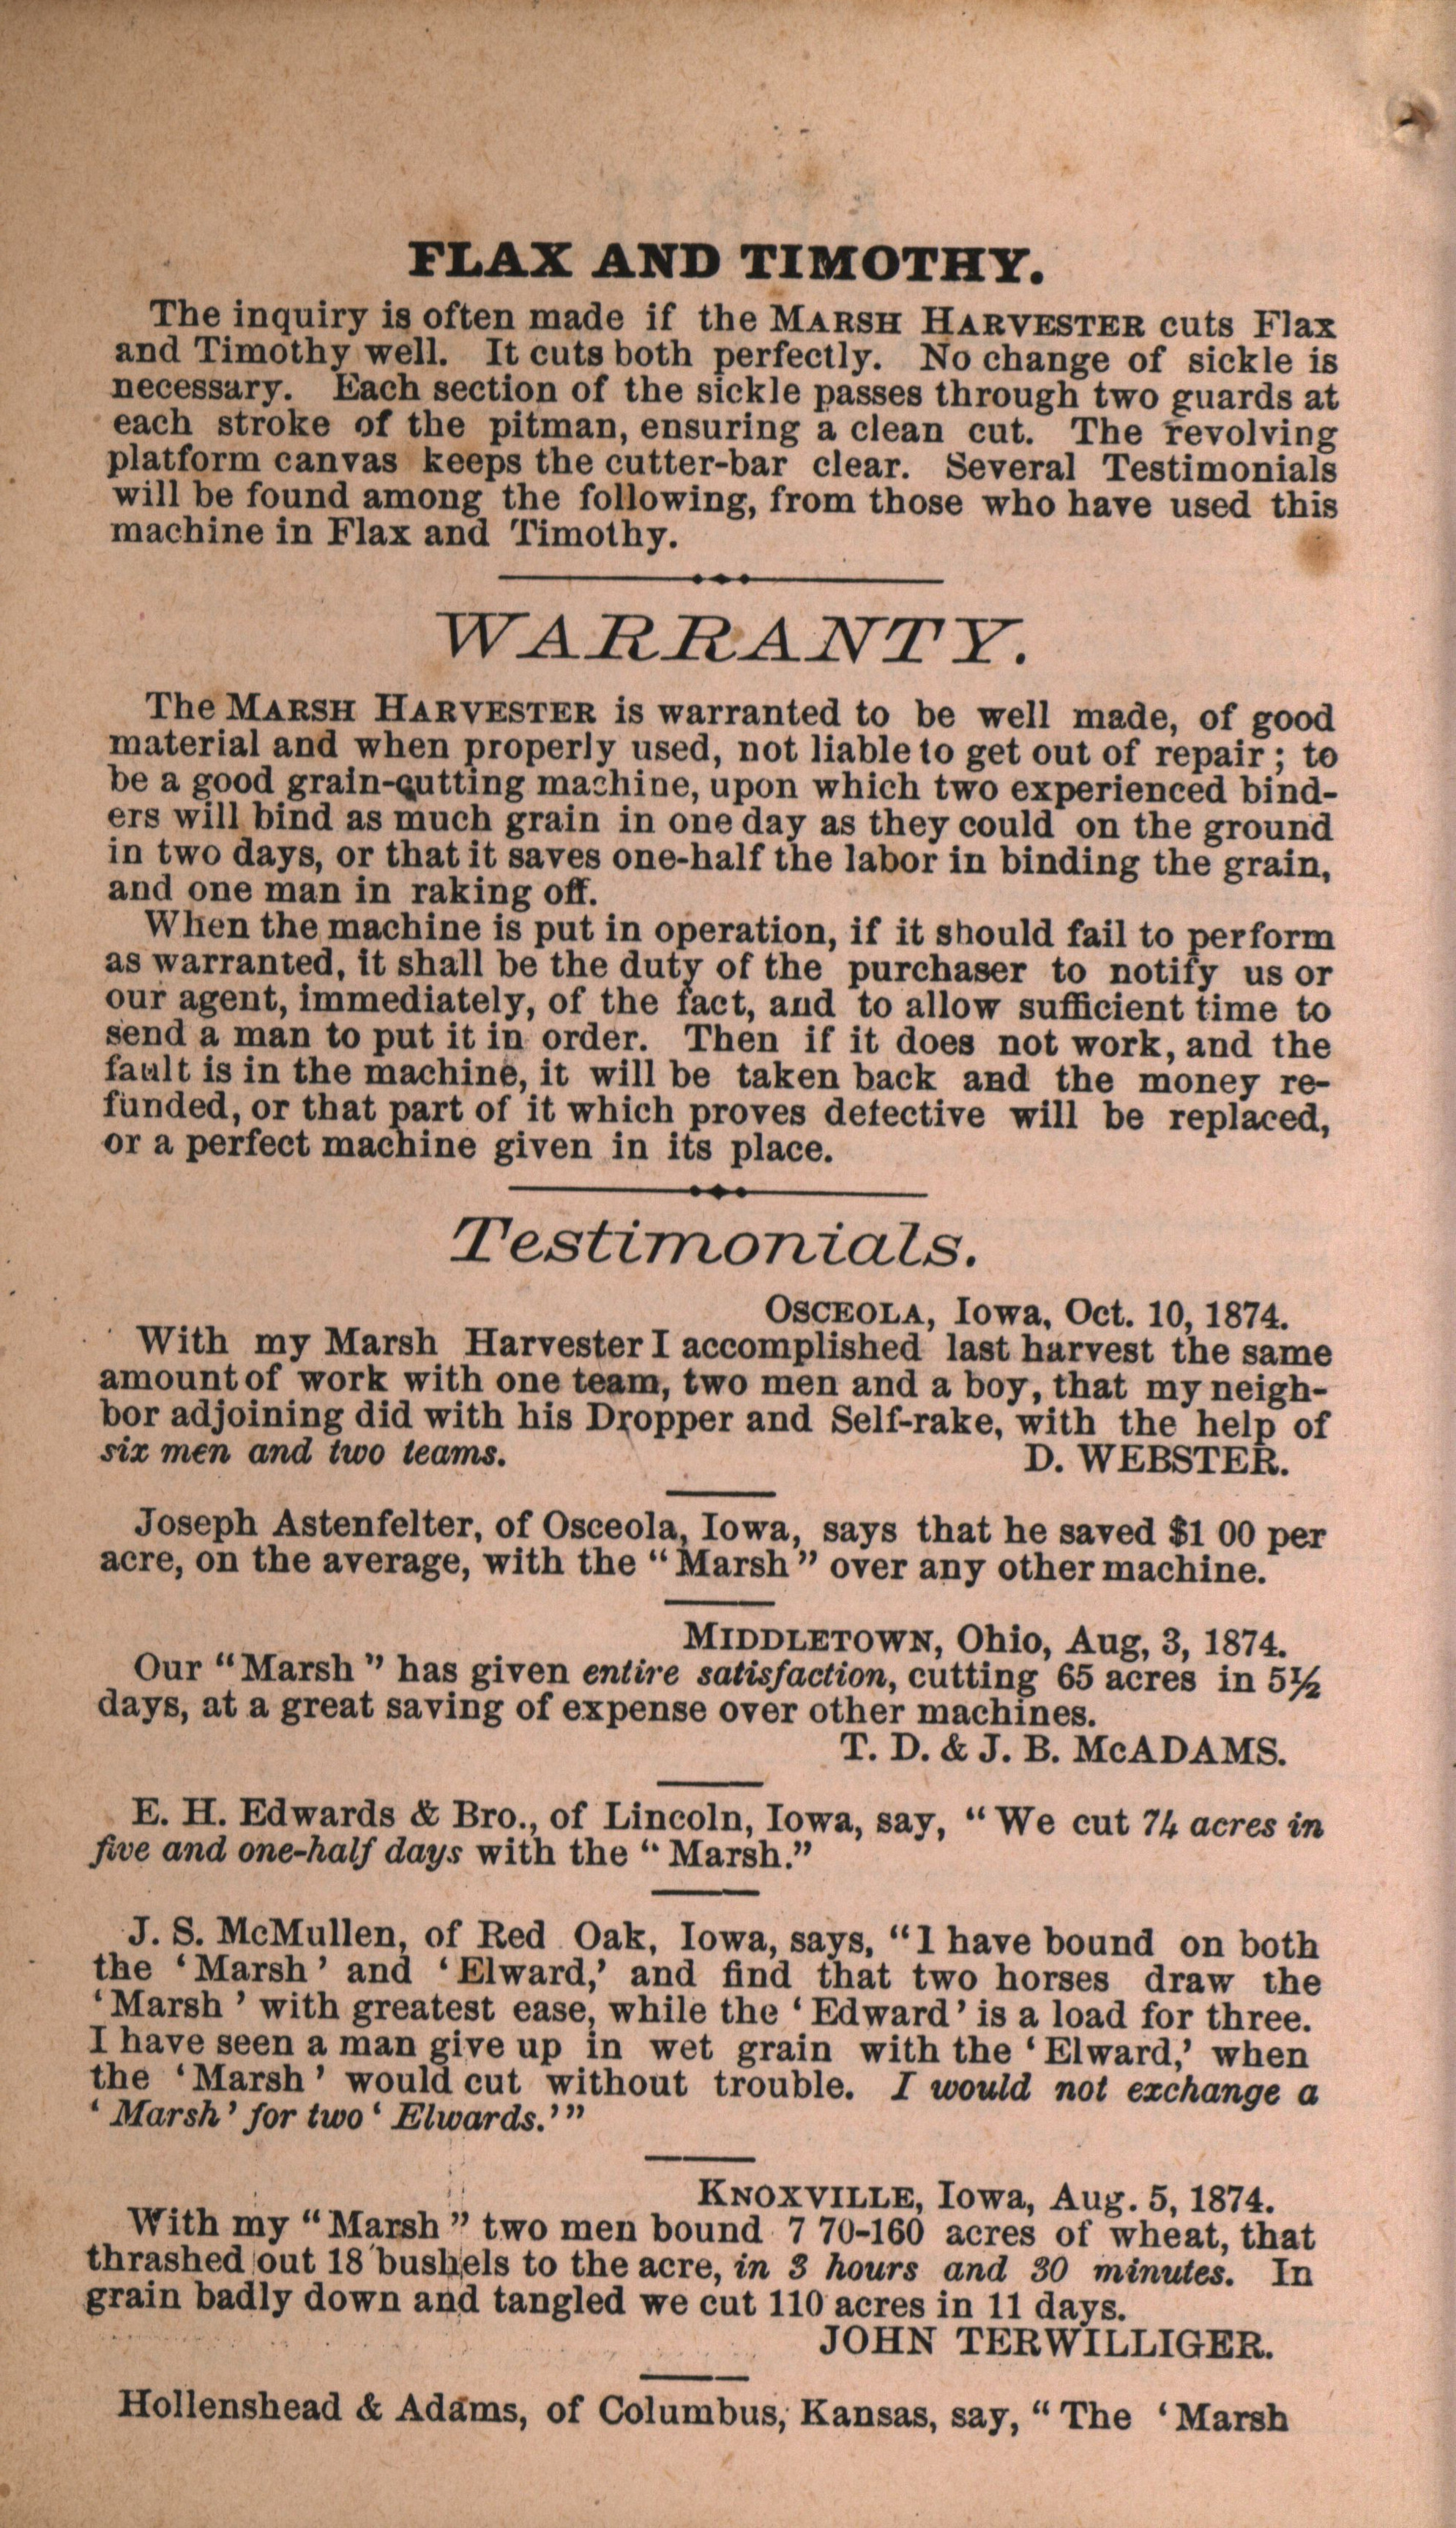 FLAX AND TIMOTHY.
The inquiry is often made if the MARSH HARVESTER cuts Flax
and Timothy well. It cuts both perfectly. No change of sickle is
necessary. Each section of the sickle passes through two guards at
each stroke of the pitman, ensuring a clean cut. The revolving
platform canvas keeps the cutter-bar clear. Several Testimonials
will be found among the following, from those who have used this
machine in Flax and Timothy.
WARRANTY.
The MARSH HARVESTER is warranted to be well made, of good
material and when properly used, not liable to get out of repair; to
be a good grain-cutting machine, upon which two experienced bind-
ers will bind as much grain in one day as they could on the ground
in two days, or that it saves one-half the labor in binding the grain,
and one man in raking off.
When the machine is put in operation, if it should fail to perform
as warranted, it shall be the duty of the purchaser to notify us or
our agent, immediately, of the fact, and to allow sufficient time to
send a man to put it in order. Then if it does not work, and the
fault is in the machine, it will be taken back and the money re-
funded, or that part of it which proves defective will be replaced,
or a perfect machine given in its place.
Testimonials.
OSCEOLA, Iowa, Oct. 10, 1874.
With my Marsh Harvester I accomplished last harvest the same
amount of work with one team, two men and a boy, that my neigh-
bor adjoining did with his Dropper and Self-rake, with the help of
six men and two teams. D. WEBSTER.
Joseph Astenfelter, of Osceola, Iowa, says that he saved $1 00 per
acre, on the average, with the "Marsh" over any other machine.
MIDDLETOWN, Ohio, Aug, 3, 1874.
Our "Marsh" has given entire satisfaction, cutting 65 acres in 5½
days, at a great saving of expense over other machines.
T. D. & J. B. McADAMS.
E. H. Edwards & Bro., of Lincoln, Iowa, say, "We cut 74 acres in
five and one-half days with the "Marsh."
J. S. McMullen, of Red Oak, Iowa, says, "I have bound on both
the 'Marsh' and 'Elward,' and find that two horses draw the
'Marsh' with greatest ease, while the 'Edward' is a load for three.
I have seen a man give up in wet grain with the 'Elward,' when
the 'Marsh' would cut without trouble. I would not exchange a
'Marsh' for two 'Elwards.'"
KNOXVILLE, Iowa, Aug. 5, 1874.
With my "Marsh" two men bound 7 70-160 acres of wheat, that
thrashed out 18 bushels to the acre, in 3 hours and 30 minutes. In
grain badly down and tangled we cut 110 acres in 11 days.
JOHN TERWILLIGER.
Hollenshead & Adams, of Columbus, Kansas, say, "The 'Marsh